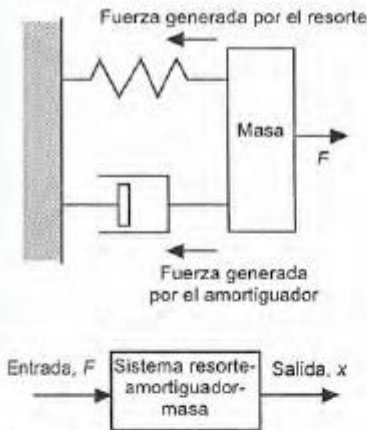 Fuerza generada por el resorte
Masa
F
Fuerza generada
por el amortiguador
Entrada, F
Sistema resorte-
amortiguador-
masa
Salida, x